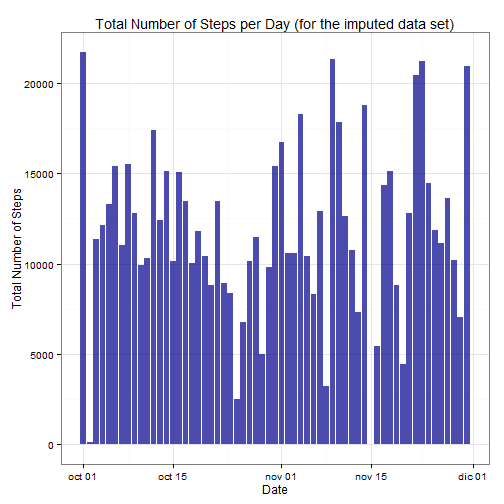 Total Number of Steps per Day (for the imputed data set)
Total Number of Steps
20000
15000
10000
5000
0
oct 01
oct 15
nov 01
nov 15
dic 01
Date